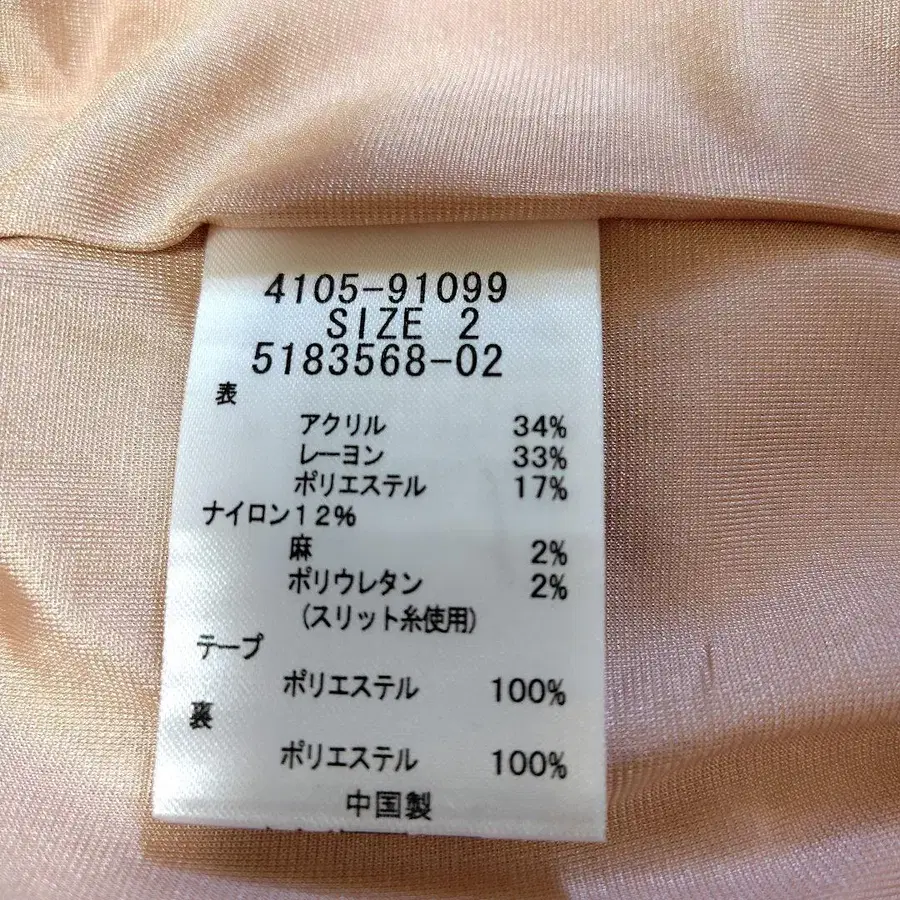 4105-91099
SIZE 2
5183568-02
表
アクリル 34%
レーヨン 33%
ポリエステル 17%
ナイロン12%
麻 2%
ポリウレタン 2%
(スリット糸使用)
テープ
ポリエステル 100%
裏
ポリエステル 100%
中国製